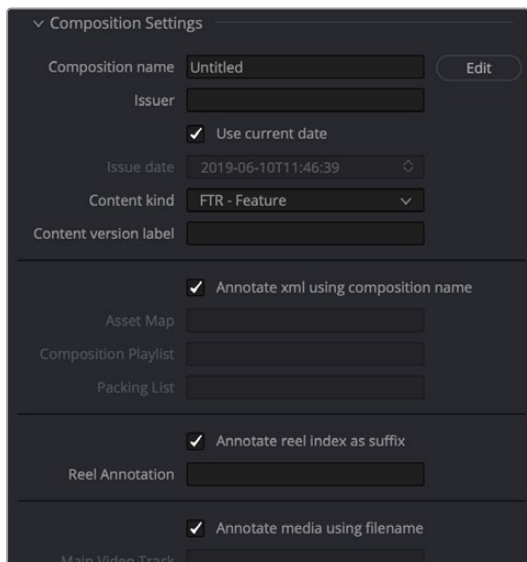 Composition Settings
Composition name Untitled Edit
Issuer
Use current date
Issue date 2019-06-10T11:46:39
Content kind FTR - Feature
Content version label
Annotate xml using composition name
Asset Map
Composition Playlist
Packing List
Annotate reel index as suffix
Reel Annotation
Annotate media using filename
Main Video Track